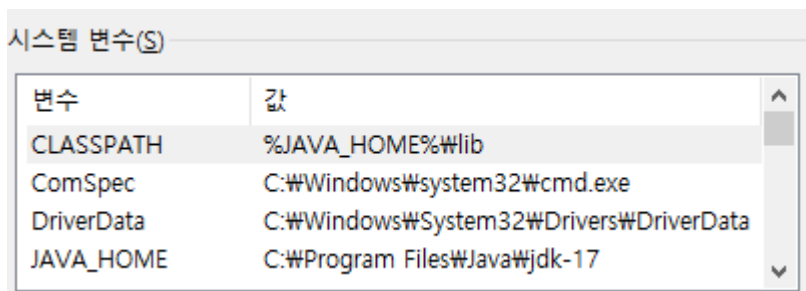 시스템 변수(S)
변수 값
CLASSPATH %JAVA_HOME%₩lib
ComSpec C:₩Windows₩system32₩cmd.exe
DriverData C:₩Windows₩System32₩Drivers₩DriverData
JAVA_HOME C:₩Program Files₩Java₩jdk-17